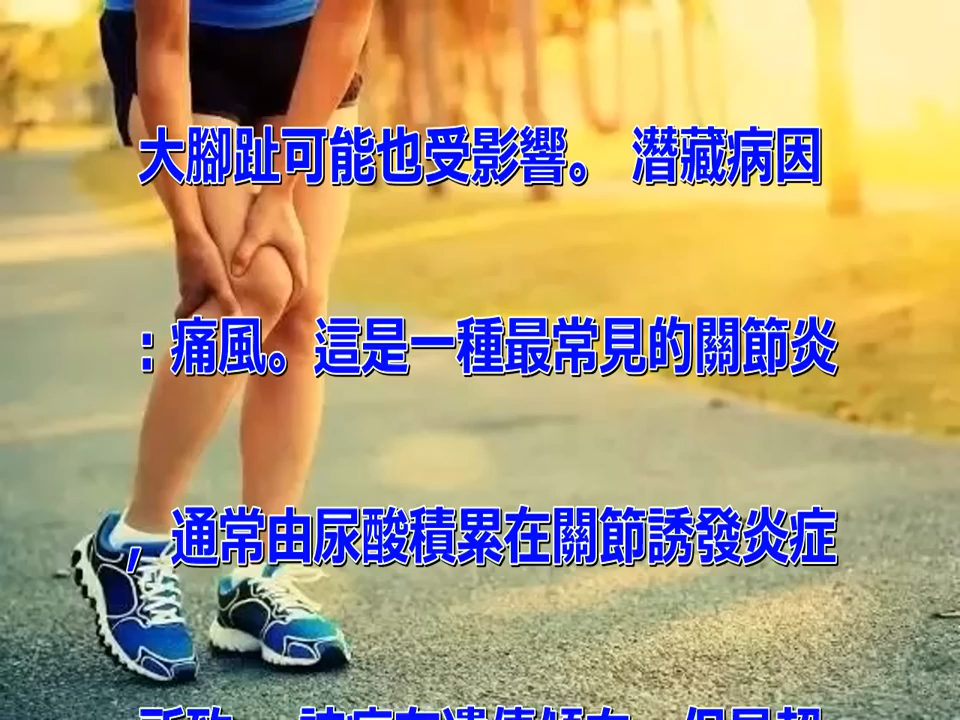 大腳趾可能也受影響。 潛藏病因
：痛風。這是一種最常見的關節炎
，通常由尿酸積累在關節誘發炎症